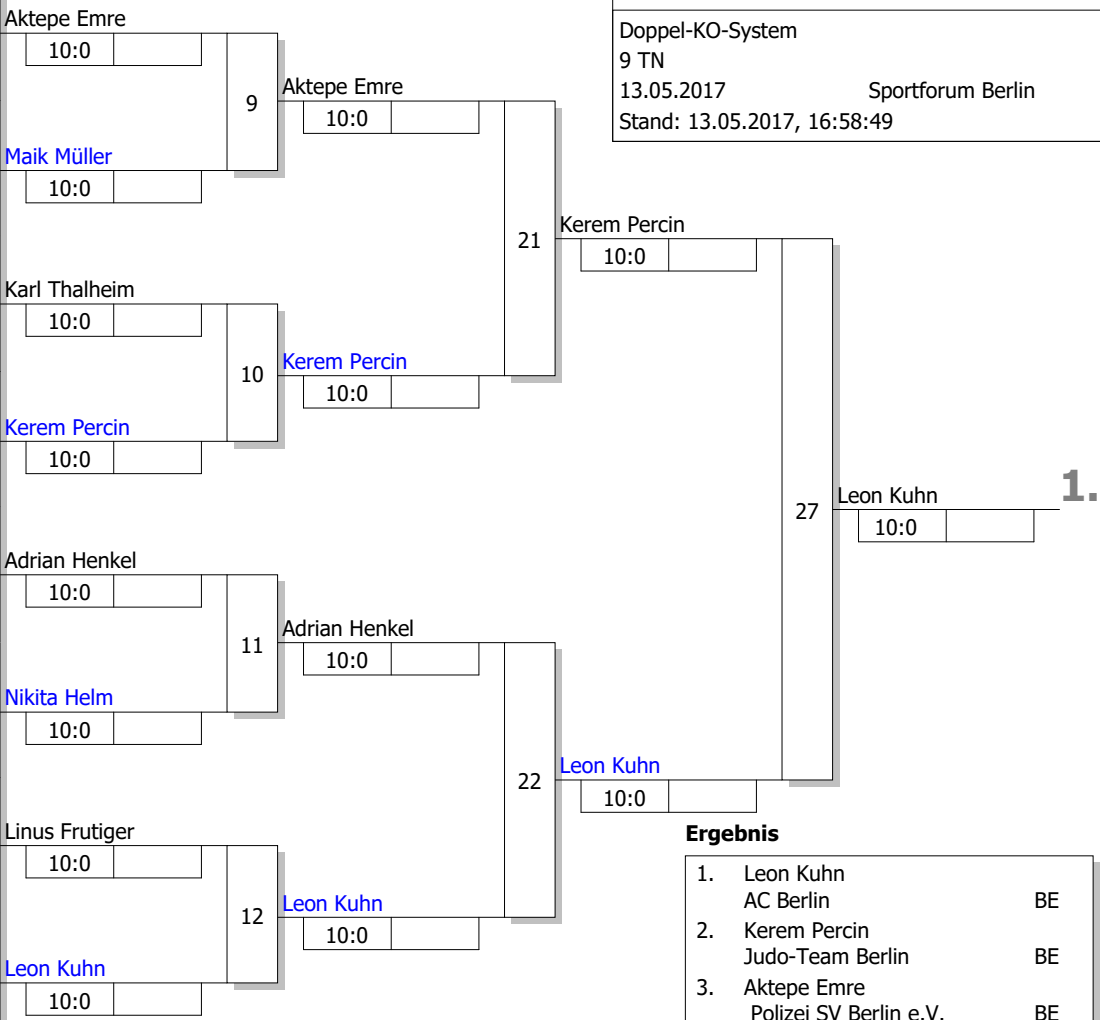 Doppel-KO-System
9 TN
13.05.2017 Sportforum Berlin
Stand: 13.05.2017, 16:58:49
Aktepe Emre
10:0
9
Maik Müller
10:0
Karl Thalheim
10:0
10
Kerem Percin
10:0
Adrian Henkel
10:0
11
Nikita Helm
10:0
Linus Frutiger
10:0
12
Leon Kuhn
10:0
Aktepe Emre
10:0
21
Kerem Percin
10:0
Adrian Henkel
10:0
22
Leon Kuhn
10:0
Kerem Percin
10:0
27
Leon Kuhn
10:0
Leon Kuhn
10:0
1.
Ergebnis
1. Leon Kuhn
AC Berlin BE
2. Kerem Percin
Judo-Team Berlin BE
3. Aktepe Emre
Polizei SV Berlin e.V. BE